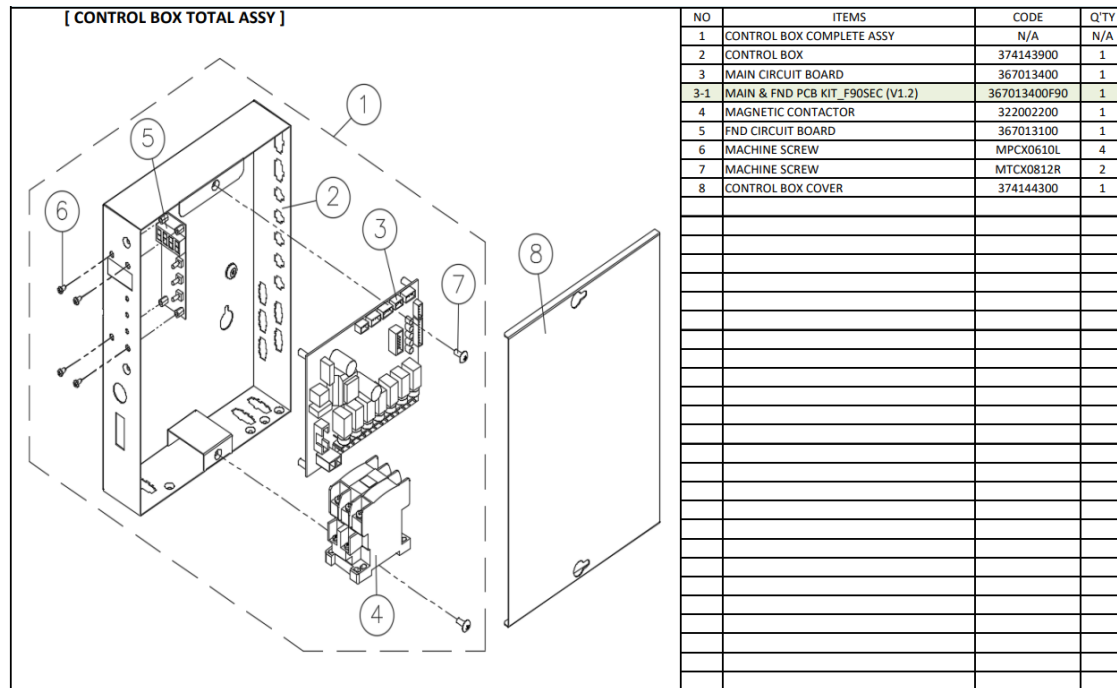 [ CONTROL BOX TOTAL ASSY ]
NO ITEMS CODE Q'TY
1 CONTROL BOX COMPLETE ASSY N/A N/A
2 CONTROL BOX 374143900 1
3 MAIN CIRCUIT BOARD 367013400 1
3-1 MAIN & FND PCB KIT_F90SEC (V1.2) 367013400F90 1
4 MAGNETIC CONTACTOR 322002200 1
5 FND CIRCUIT BOARD 367013100 1
6 MACHINE SCREW MPCX0610L 4
7 MACHINE SCREW MTCX0812R 2
8 CONTROL BOX COVER 374144300 1
1
5
2
6
3
8
7
4